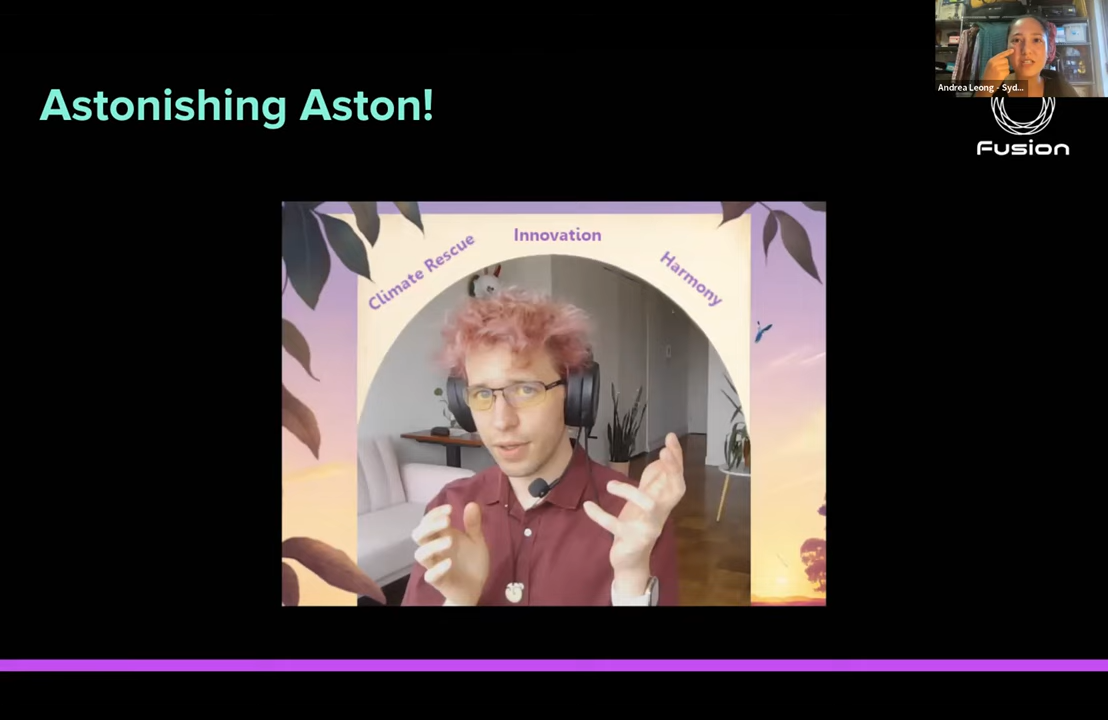 Astonishing Aston!
Andrea Leong - Syd...
Fusion
Climate Rescue
Innovation
Harmony